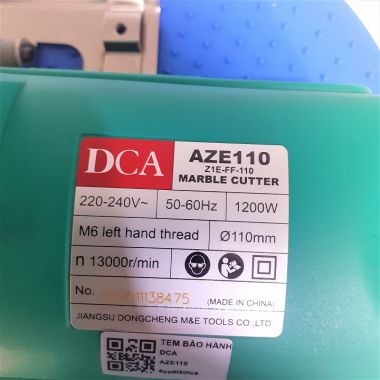 DCA AZE110
Z1E-FF-110
MARBLE CUTTER
220-240V~ 50-60Hz 1200W
M6 left hand thread Ø110mm
n 13000r/min
No. (MADE IN CHINA)
JIANGSU DONGCHENG M&E TOOLS CO.,LTD.
TEM BẢO HÀNH
DCA
AZE110